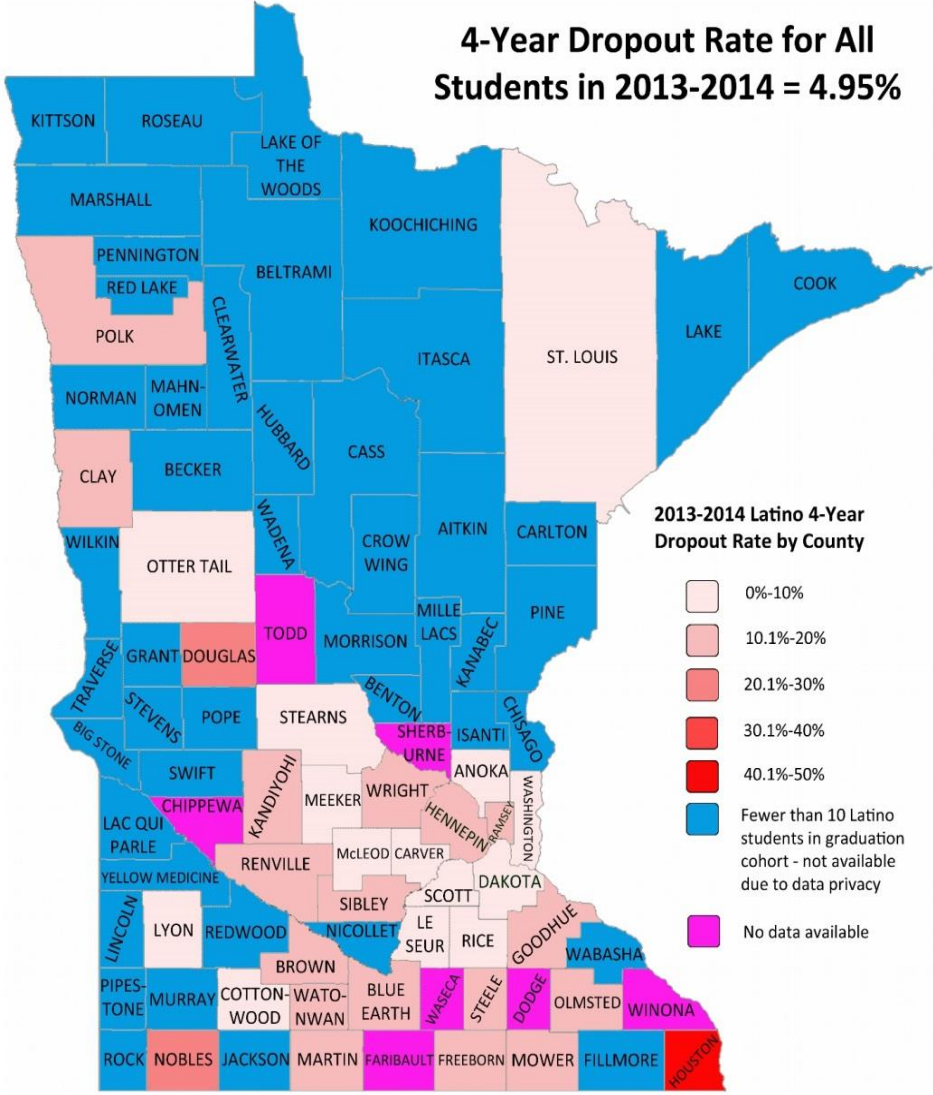 4-Year Dropout Rate for All
Students in 2013-2014 = 4.95%
KITTSON
ROSEAU
LAKE OF
THE
WOODS
MARSHALL
KOOCHICHING
PENNINGTON
BELTRAMI
RED LAKE
CLEARWATER
COOK
POLK
ITASCA
ST. LOUIS
LAKE
NORMAN
MAHN-
OMEN
HUBBARD
CASS
CLAY
BECKER
WADENA
AITKIN
CARLTON
WILKIN
OTTER TAIL
CROW
WING
2013-2014 Latino 4-Year
Dropout Rate by County
0%-10%
10.1%-20%
20.1%-30%
30.1%-40%
40.1%-50%
Fewer than 10 Latino
students in graduation
cohort - not available
due to data privacy
No data available
TODD
MORRISON
MILLE
LACS
KANABEC
PINE
TRAVERSE
GRANT
DOUGLAS
STEVENS
POPE
STEARNS
BENTON
SHERB-
URNE
ISANTI
CHISAGO
BIG STONE
SWIFT
KANDIYOHI
MEEKER
WRIGHT
ANOKA
WASHINGTON
CHIPPEWA
HENNEPIN
RAMSEY
LAC QUI
PARLE
RENVILLE
McLEOD
CARVER
YELLOW MEDICINE
SIBLEY
SCOTT
DAKOTA
LINCOLN
LYON
REDWOOD
NICOLLET
LE
SEUR
RICE
GOODHUE
WABASHA
PIPES-
TONE
MURRAY
COTTON-
WOOD
BROWN
WATO-
NWAN
BLUE
EARTH
WASECA
STEELE
DODGE
OLMSTED
WINONA
ROCK
NOBLES
JACKSON
MARTIN
FARIBAULT
FREEBORN
MOWER
FILLMORE
HOUSTON